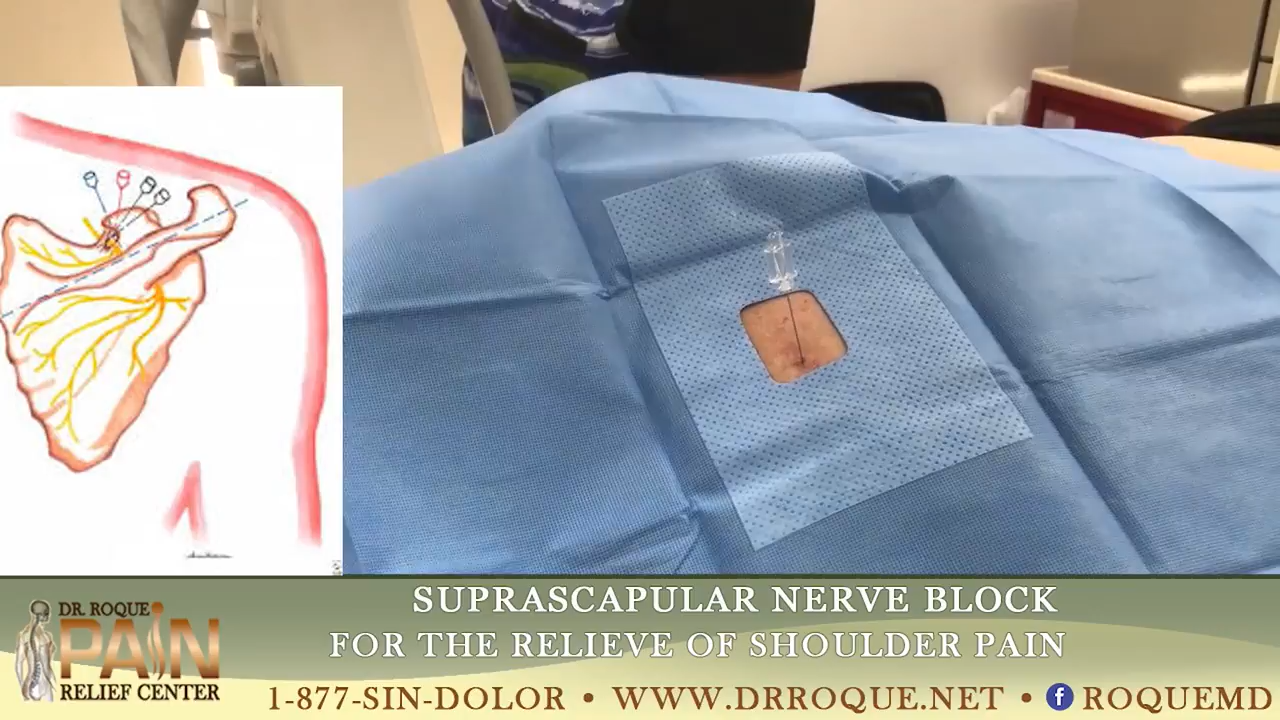 SUPRASCAPULAR NERVE BLOCK
FOR THE RELIEVE OF SHOULDER PAIN
DR. ROQUE
PAIN
RELIEF CENTER
1-877-SIN-DOLOR • WWW.DRROQUE.NET • f ROQUEMD